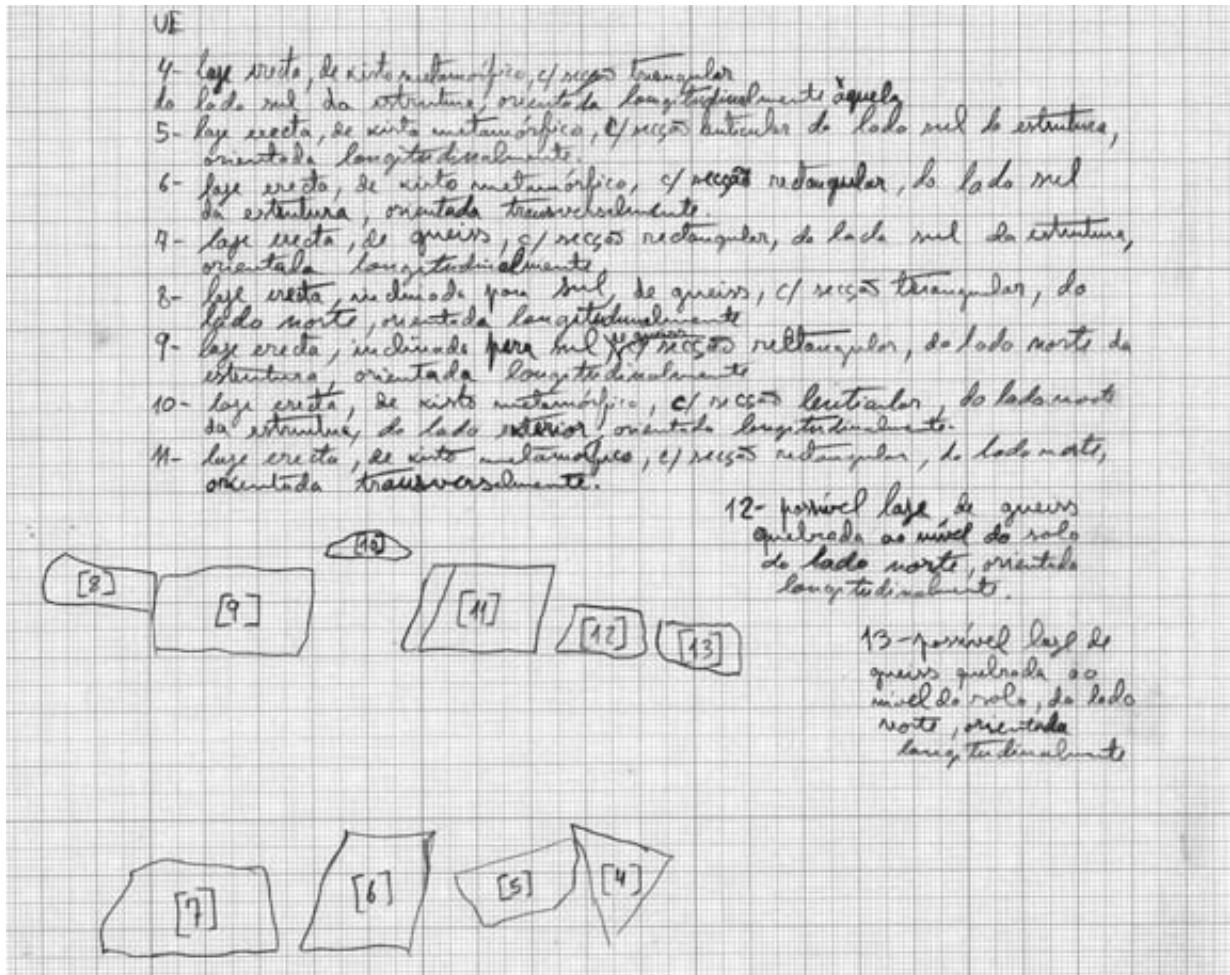 UE
4- laje erecta, de xisto metamórfico, c/ secção triangular
do lado sul da estrutura, orientada longitudinalmente àquela
5- laje erecta, de xisto metamórfico, c/ secção lenticular do lado sul da estrutura,
orientada longitudinalmente.
6- laje erecta, de xisto metamórfico, c/ secção rectangular, do lado sul
da estrutura, orientada transversalmente.
7- laje erecta, de gneiss, c/ secção rectangular, do lado sul da estrutura,
orientada longitudinalmente
8- laje erecta, inclinada para Sul, de gneiss, c/ secção triangular, do
lado norte, orientada longitudinalmente
9- laje erecta, inclinada para sul, de gneiss, c/ secção rectangular, do lado norte da
estrutura, orientada longitudinalmente
10- laje erecta, de xisto metamórfico, c/ secção lenticular, do lado norte
da estrutura, do lado exterior, orientada longitudinalmente.
11- laje erecta, de xisto metamórfico, c/ secção rectangular, do lado norte,
orientada transversalmente.
12- possível laje de gneiss
quebrada ao nível do solo
do lado norte, orientada
longitudinalmente.
13- possível laje de
gneiss quebrada ao
nível do solo, do lado
norte, orientada
longitudinalmente
[10]
[8]
[9]
[11]
[12]
[13]
[7]
[6]
[5]
[4]